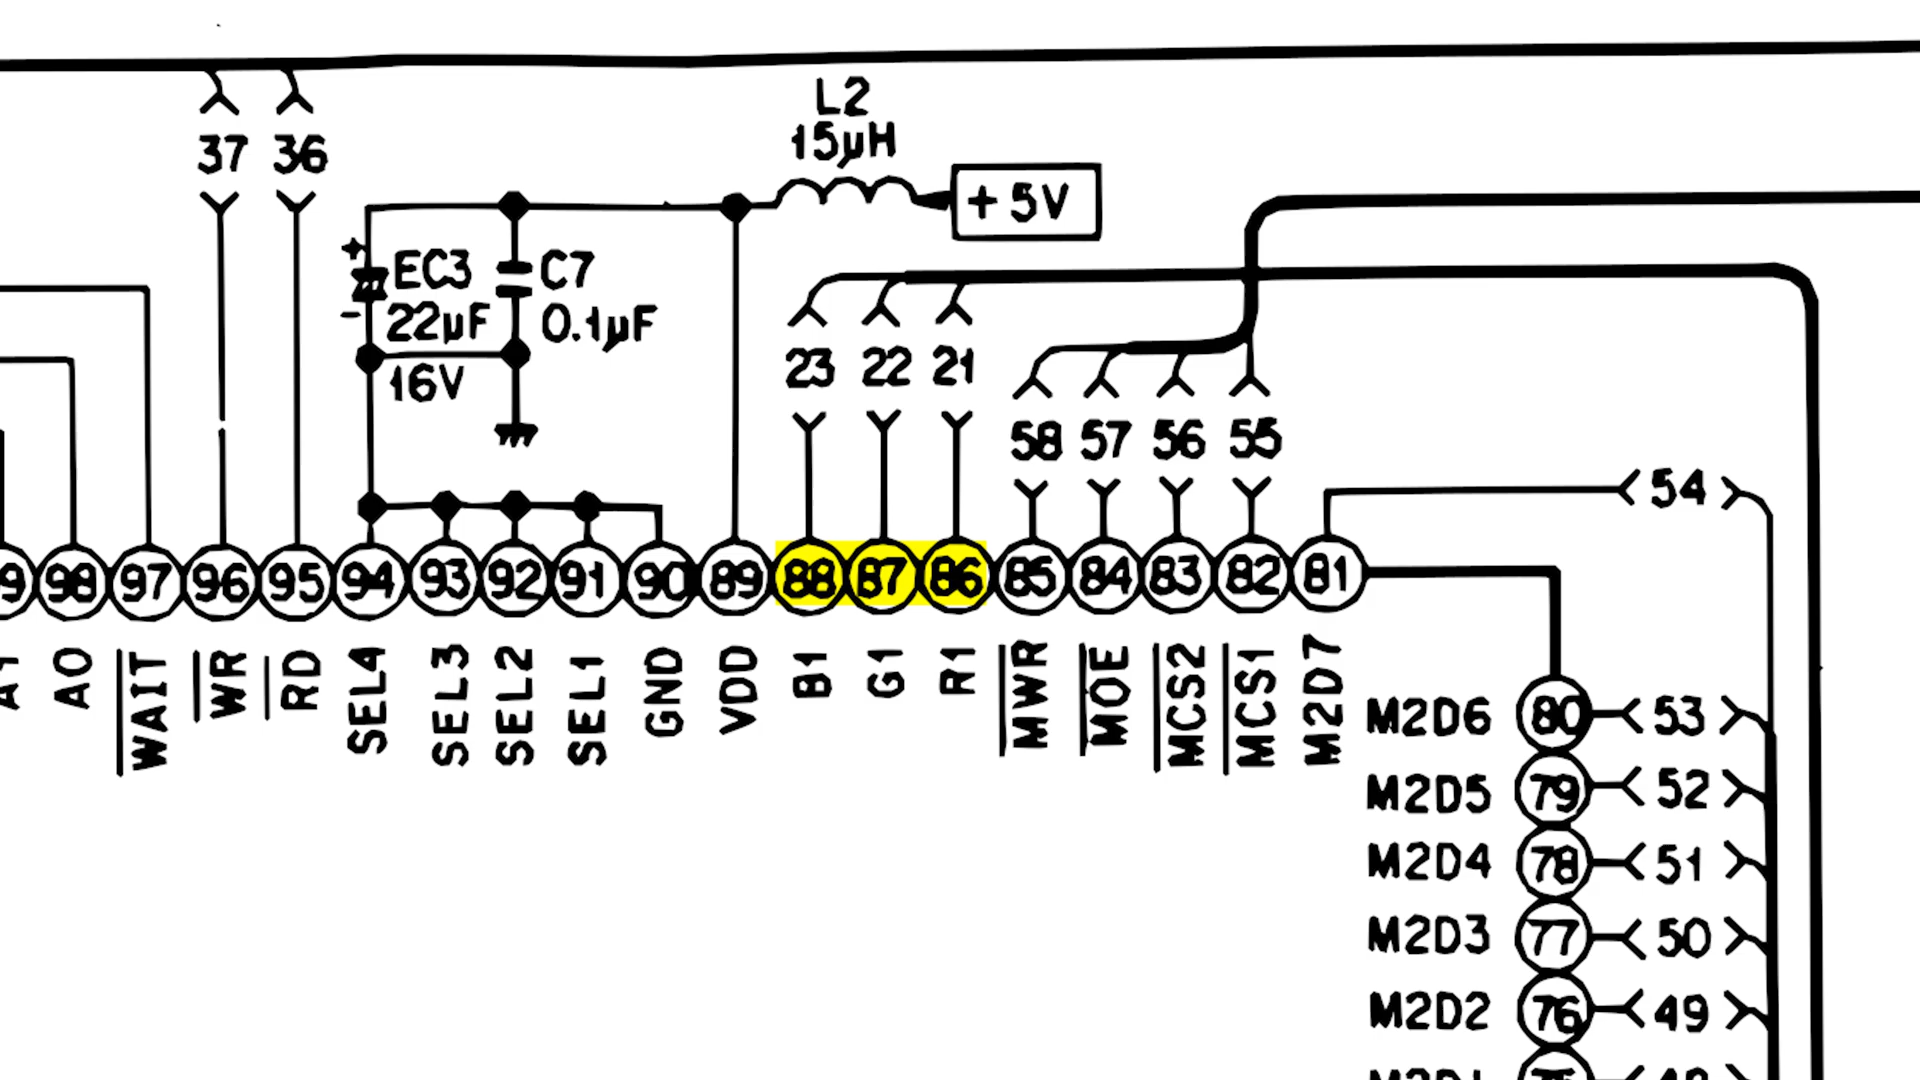 L2
15µH
37 36
+5V
+ EC3 C7
- 22µF 0.1µF
16V
23 22 21
58 57 56 55
54
98 97 96 95 94 93 92 91 90 89 88 87 86 85 84 83 82 81
A0 WAIT WR RD SEL4 SEL3 SEL2 SEL1 GND VDD B1 G1 R1 MWR MOE MCS2 MCS1 M2D7
M2D6 80 53
M2D5 79 52
M2D4 78 51
M2D3 77 50
M2D2 76 49